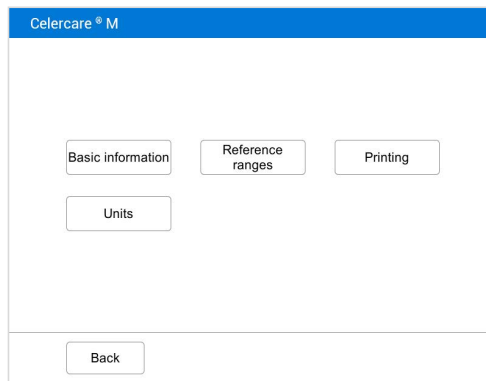 Celercare ® M
Basic information
Reference
ranges
Printing
Units
Back